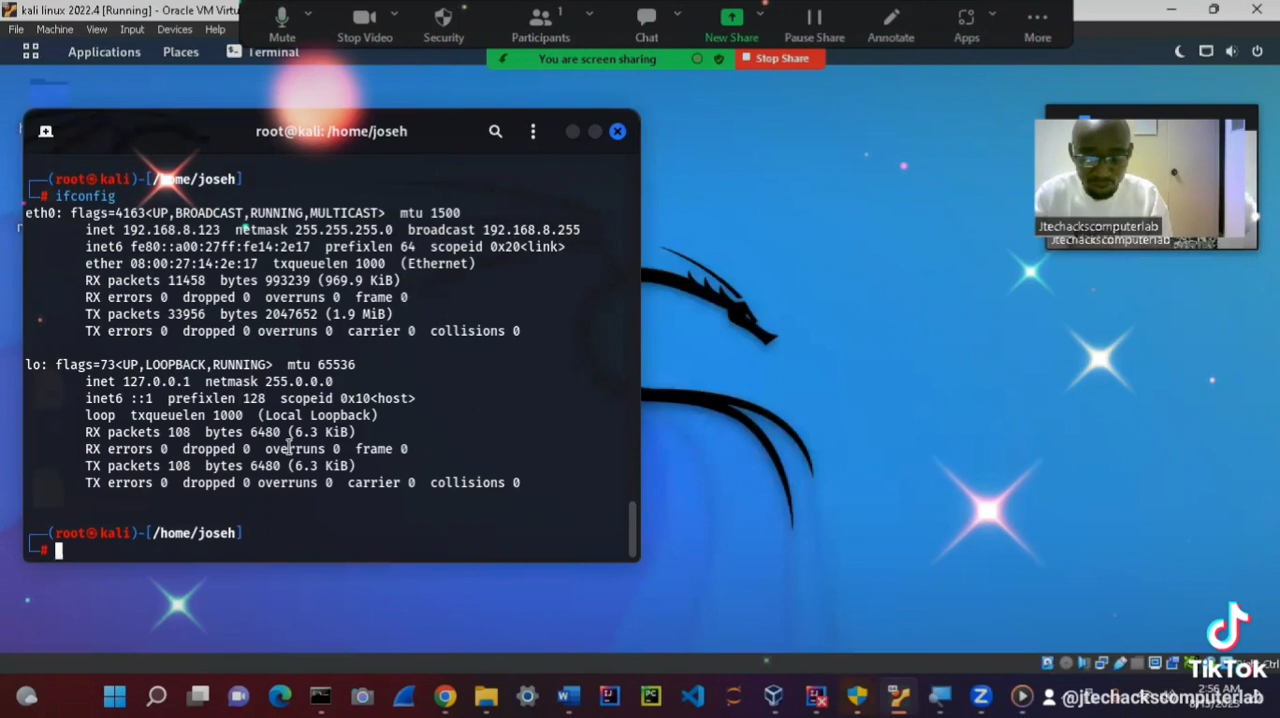 kali linux 2022.4 [Running] - Oracle VM Virtu
File Machine View Input Devices Help
Mute Stop Video Security Participants 1 Chat New Share Pause Share Annotate Apps More
Applications Places Terminal
You are screen sharing Stop Share
root@kali: /home/joseh
(root㉿kali)-[/home/joseh]
# ifconfig
eth0: flags=4163<UP,BROADCAST,RUNNING,MULTICAST> mtu 1500
inet 192.168.8.123 netmask 255.255.255.0 broadcast 192.168.8.255
inet6 fe80::a00:27ff:fe14:2e17 prefixlen 64 scopeid 0x20<link>
ether 08:00:27:14:2e:17 txqueuelen 1000 (Ethernet)
RX packets 11458 bytes 993239 (969.9 KiB)
RX errors 0 dropped 0 overruns 0 frame 0
TX packets 33956 bytes 2047652 (1.9 MiB)
TX errors 0 dropped 0 overruns 0 carrier 0 collisions 0
lo: flags=73<UP,LOOPBACK,RUNNING> mtu 65536
inet 127.0.0.1 netmask 255.0.0.0
inet6 ::1 prefixlen 128 scopeid 0x10<host>
loop txqueuelen 1000 (Local Loopback)
RX packets 108 bytes 6480 (6.3 KiB)
RX errors 0 dropped 0 overruns 0 frame 0
TX packets 108 bytes 6480 (6.3 KiB)
TX errors 0 dropped 0 overruns 0 carrier 0 collisions 0
(root㉿kali)-[/home/joseh]
#
Jtechackscomputerlab
Jtechackscomputerlab
TikTok
2:56 AM
@jtechackscomputerlab